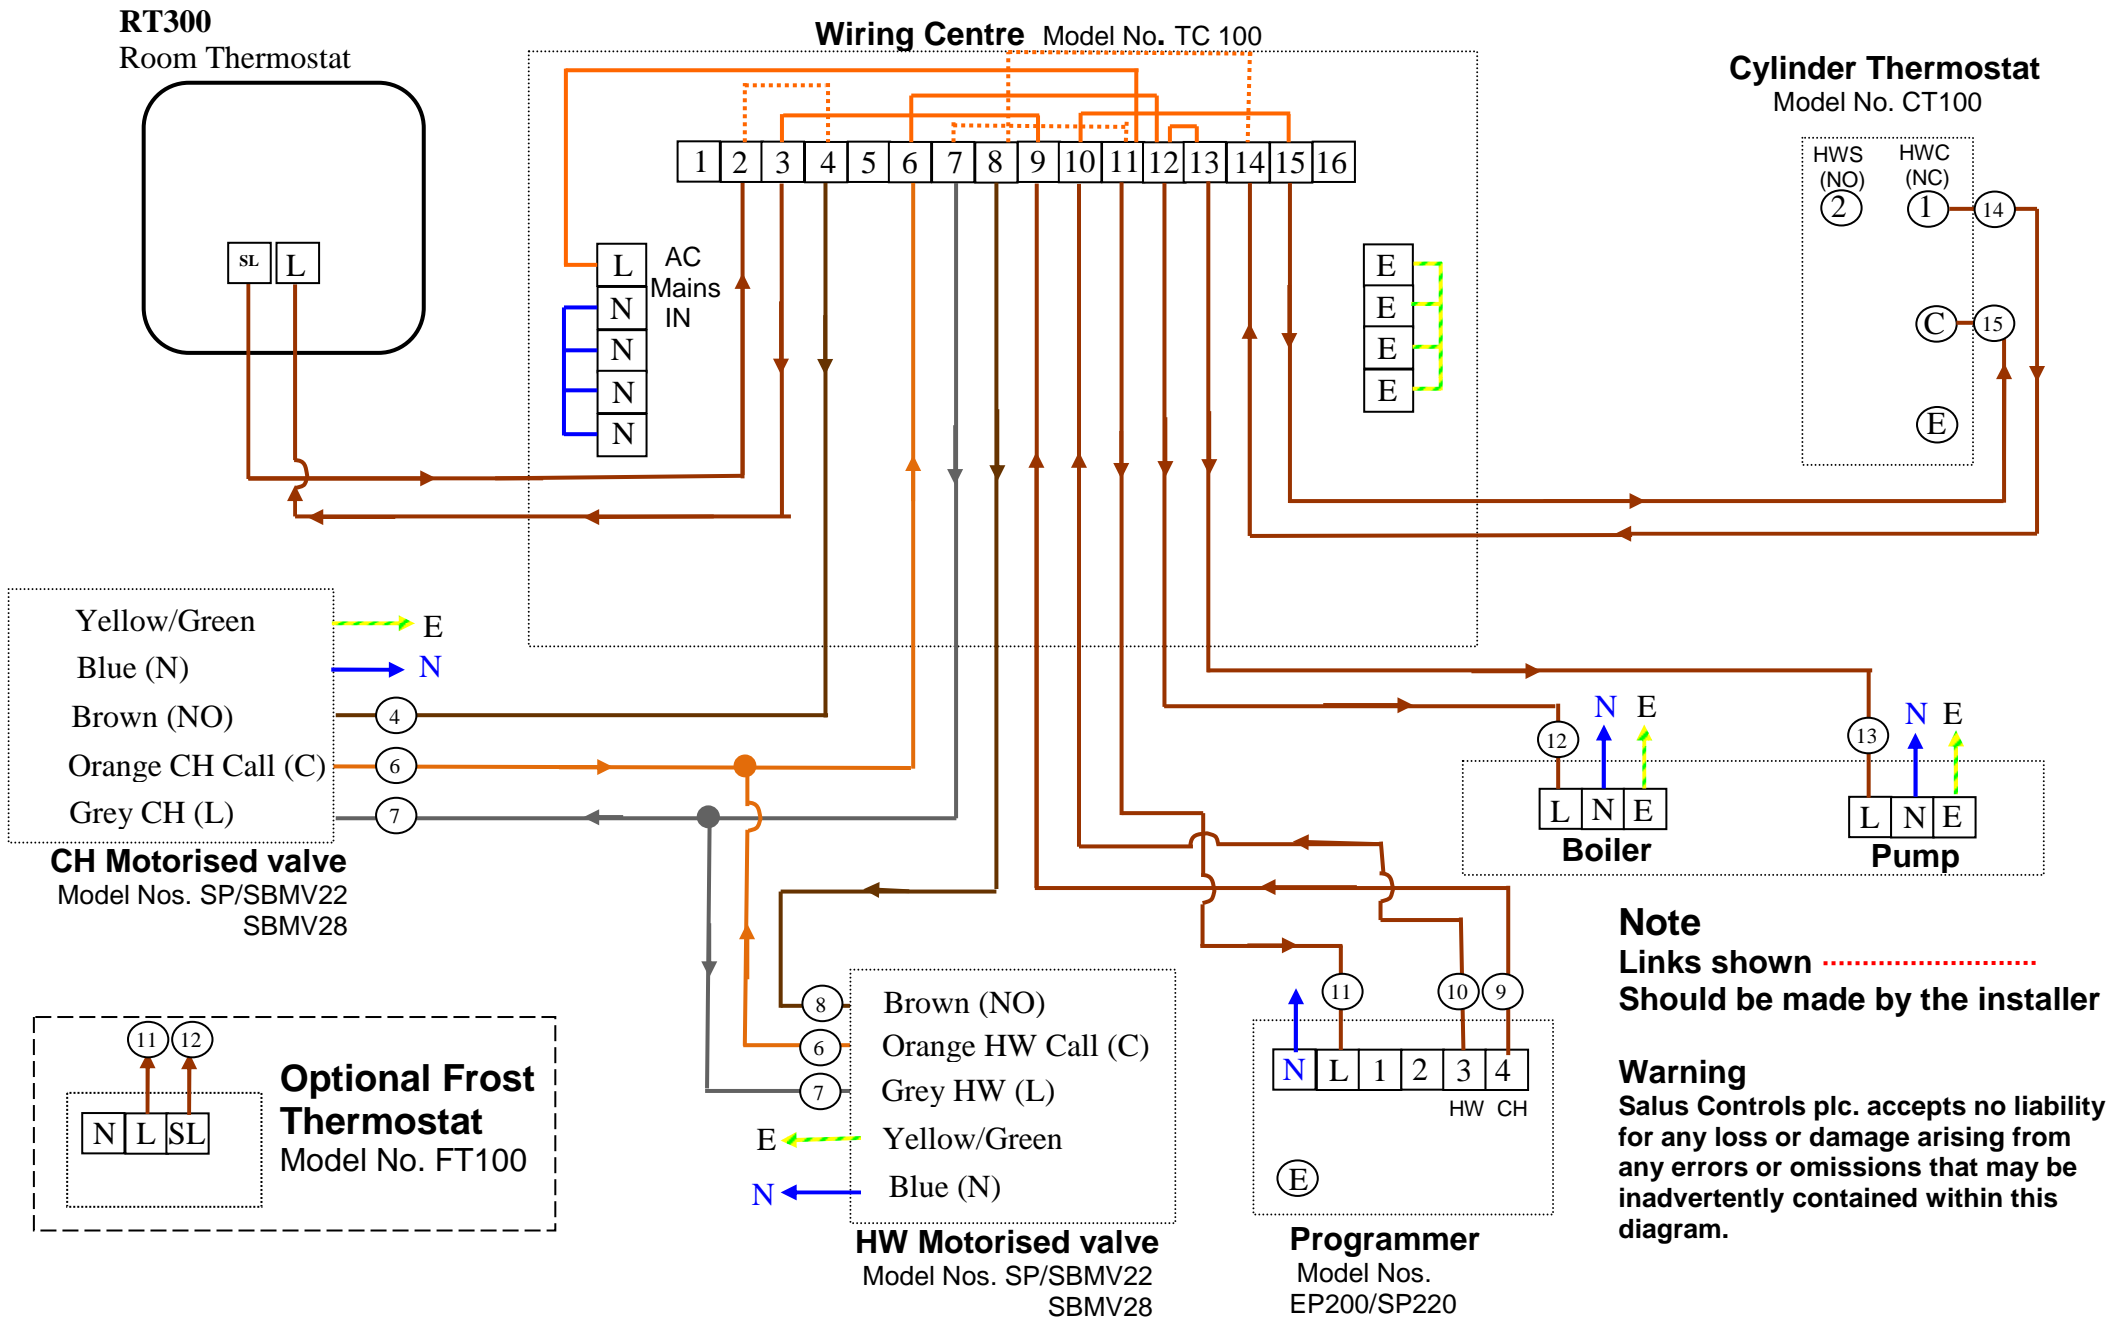 RT300
Room Thermostat
SL L
Wiring Centre Model No. TC 100
1 2 3 4 5 6 7 8 9 10 11 12 13 14 15 16
L
N
N
N
N
AC
Mains
IN
E
E
E
E
Cylinder Thermostat
Model No. CT100
HWS HWC
(NO) (NC)
2 1 14
C 15
E
Yellow/Green E
Blue (N) N
Brown (NO) 4
Orange CH Call (C) 6
Grey CH (L) 7
CH Motorised valve
Model Nos. SP/SBMV22
SBMV28
11 12
N L SL
Optional Frost
Thermostat
Model No. FT100
8 Brown (NO)
6 Orange HW Call (C)
7 Grey HW (L)
E Yellow/Green
N Blue (N)
HW Motorised valve
Model Nos. SP/SBMV22
SBMV28
11 10 9
N L 1 2 3 4
HW CH
E
Programmer
Model Nos.
EP200/SP220
N E
12
L N E
Boiler
N E
13
L N E
Pump
Note
Links shown
Should be made by the installer
Warning
Salus Controls plc. accepts no liability
for any loss or damage arising from
any errors or omissions that may be
inadvertently contained within this
diagram.